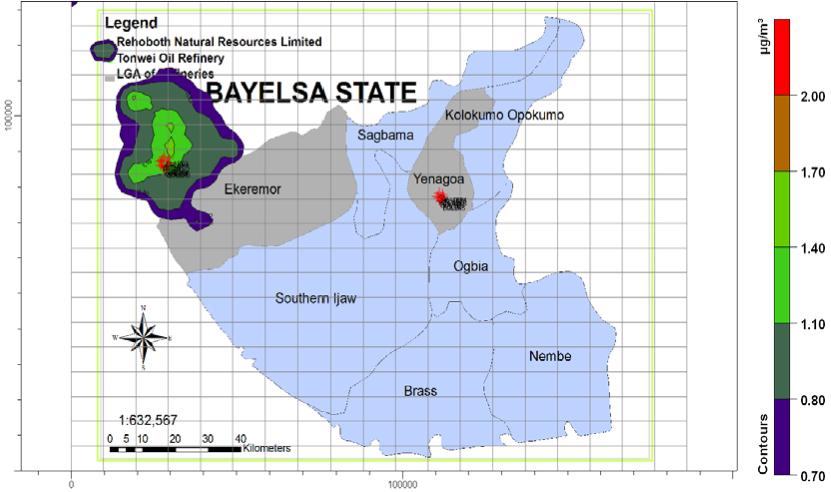 Legend
Rehoboth Natural Resources Limited
Tonwei Oil Refinery
LGA of
BAYELSA STATE
Kolokumo Opokumo
Sagbama
Yenagoa
Ekeremor
Ogbia
Southern Ijaw
Nembe
Brass
N
W
E
S
1:632,567
0 5 10 20 30 40
Kilometers
100000
0
100000
µg/m³
2.00
1.70
1.40
1.10
0.80
0.70
Contours